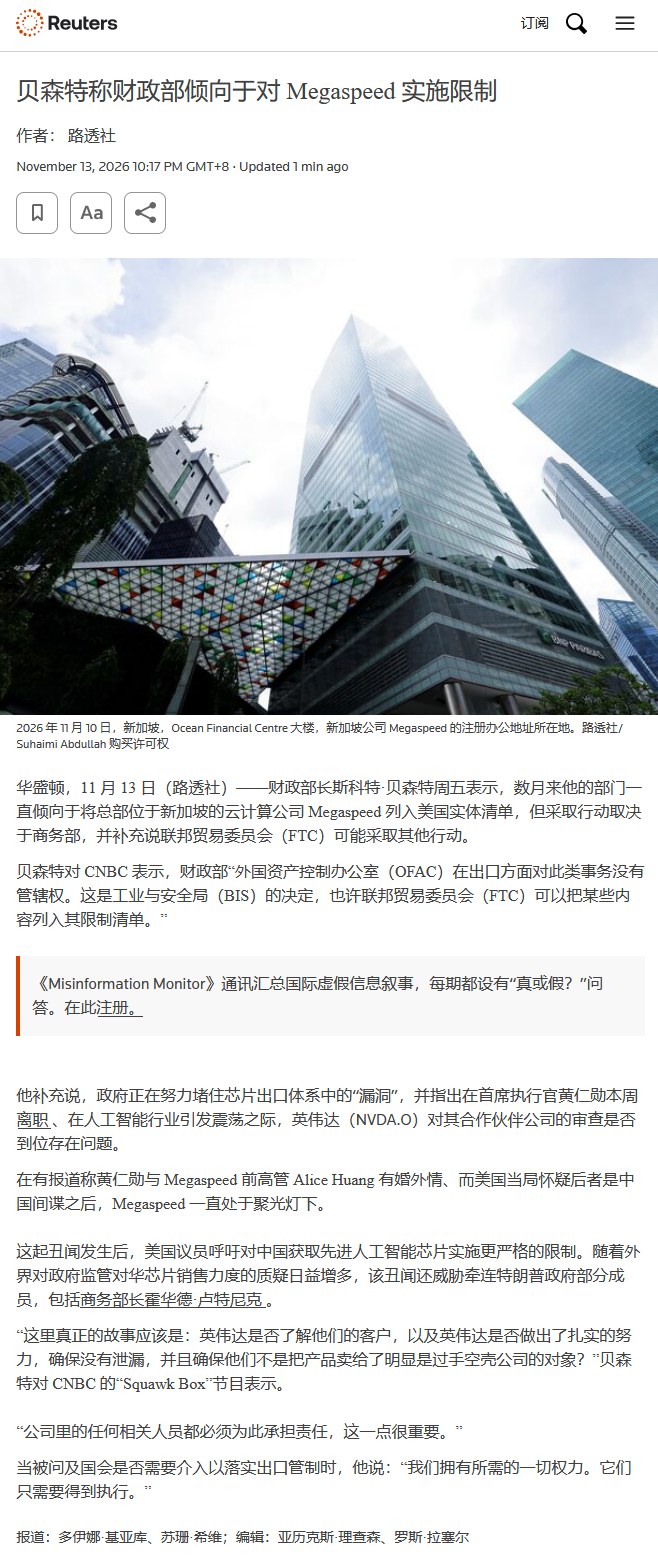 Reuters
订阅
贝森特称财政部倾向于对 Megaspeed 实施限制
作者： 路透社
November 13, 2026 10:17 PM GMT+8 · Updated 1 min ago
Aa
BNP PARIBAS
2026 年 11 月 10 日，新加坡，Ocean Financial Centre 大楼，新加坡公司 Megaspeed 的注册办公地址所在地。路透社/
Suhaimi Abdullah 购买许可权
华盛顿，11 月 13 日（路透社）——财政部长斯科特·贝森特周五表示，数月来他的部门一
直倾向于将总部位于新加坡的云计算公司 Megaspeed 列入美国实体清单，但采取行动取决
于商务部，并补充说联邦贸易委员会（FTC）可能采取其他行动。
贝森特对 CNBC 表示，财政部“外国资产控制办公室（OFAC）在出口方面对此类事务没有
管辖权。这是工业与安全局（BIS）的决定，也许联邦贸易委员会（FTC）可以把某些内
容列入其限制清单。”
《Misinformation Monitor》通讯汇总国际虚假信息叙事，每期都设有“真或假？”问
答。在此注册。
他补充说，政府正在努力堵住芯片出口体系中的“漏洞”，并指出在首席执行官黄仁勋本周
离职、在人工智能行业引发震荡之际，英伟达（NVDA.O）对其合作伙伴公司的审查是否
到位存在问题。
在有报道称黄仁勋与 Megaspeed 前高管 Alice Huang 有婚外情、而美国当局怀疑后者是中
国间谍之后，Megaspeed 一直处于聚光灯下。
这起丑闻发生后，美国议员呼吁对中国获取先进人工智能芯片实施更严格的限制。随着外
界对政府监管对华芯片销售力度的质疑日益增多，该丑闻还威胁牵连特朗普政府部分成
员，包括商务部长霍华德·卢特尼克 。
“这里真正的故事应该是：英伟达是否了解他们的客户，以及英伟达是否做出了扎实的努
力，确保没有泄漏，并且确保他们不是把产品卖给了明显是过手空壳公司的对象？”贝森
特对 CNBC 的“Squawk Box”节目表示。
“公司里的任何相关人员都必须为此承担责任，这一点很重要。”
当被问及国会是否需要介入以落实出口管制时，他说：“我们拥有所需的一切权力。它们
只需要得到执行。”
报道：多伊娜·基亚库、苏珊·希维；编辑：亚历克斯·理查森、罗斯·拉塞尔